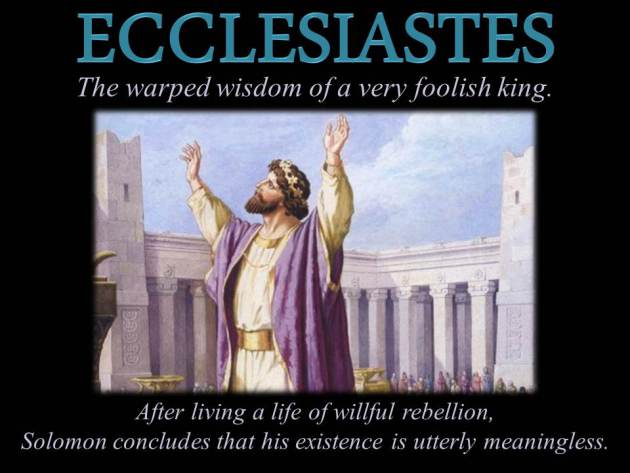 ECCLESIASTES
The warped wisdom of a very foolish king.
After living a life of willful rebellion,
Solomon concludes that his existence is utterly meaningless.